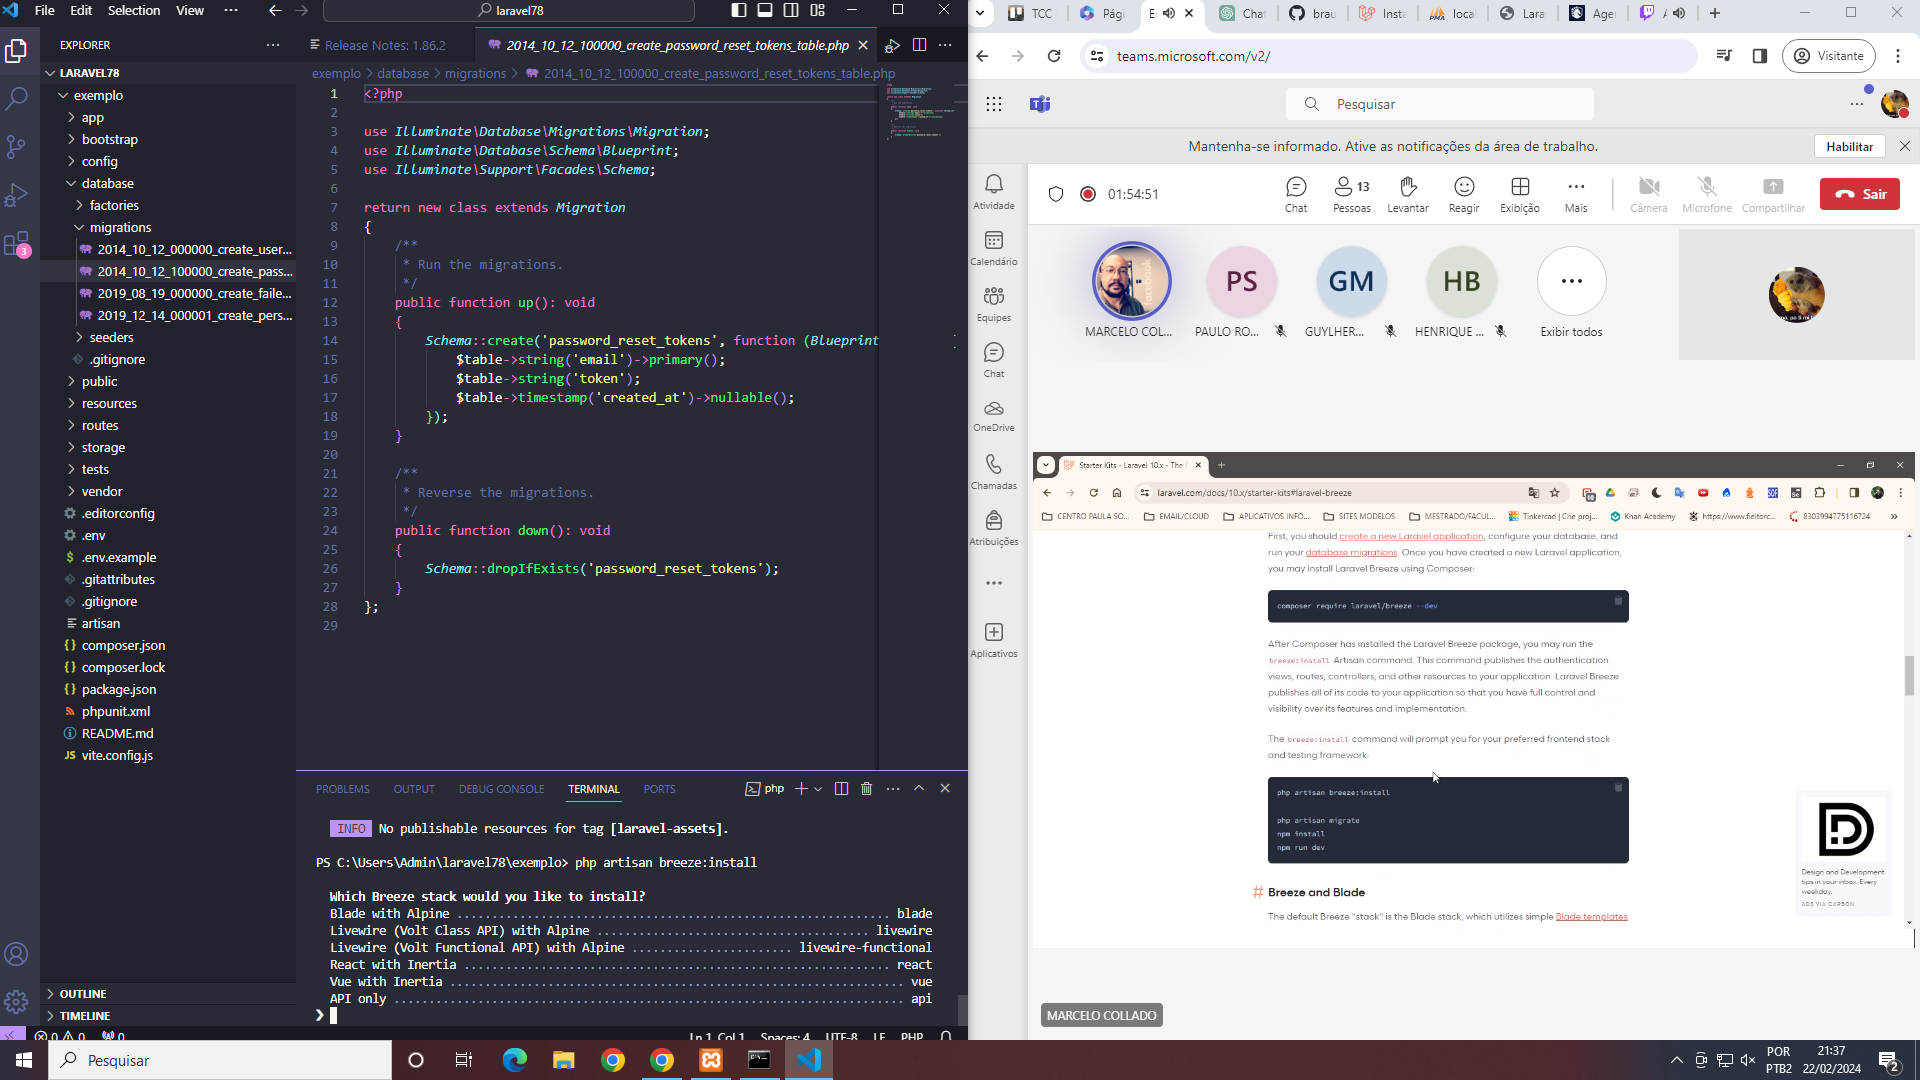 File Edit Selection View ··· laravel78
EXPLORER
LARAVEL78
exemplo
app
bootstrap
config
database
factories
migrations
2014_10_12_000000_create_user...
2014_10_12_100000_create_pass...
2019_08_19_000000_create_faile...
2019_12_14_000001_create_pers...
seeders
.gitignore
public
resources
routes
storage
tests
vendor
.editorconfig
.env
.env.example
.gitattributes
.gitignore
artisan
composer.json
composer.lock
package.json
phpunit.xml
README.md
vite.config.js
OUTLINE
TIMELINE
3
Release Notes: 1.86.2 2014_10_12_100000_create_password_reset_tokens_table.php
exemplo > database > migrations > 2014_10_12_100000_create_password_reset_tokens_table.php
1 <?php
2
3 use Illuminate\Database\Migrations\Migration;
4 use Illuminate\Database\Schema\Blueprint;
5 use Illuminate\Support\Facades\Schema;
6
7 return new class extends Migration
8 {
9 /**
10 * Run the migrations.
11 */
12 public function up(): void
13 {
14 Schema::create('password_reset_tokens', function (Blueprint
15 $table->string('email')->primary();
16 $table->string('token');
17 $table->timestamp('created_at')->nullable();
18 });
19 }
20
21 /**
22 * Reverse the migrations.
23 */
24 public function down(): void
25 {
26 Schema::dropIfExists('password_reset_tokens');
27 }
28 };
29
PROBLEMS OUTPUT DEBUG CONSOLE TERMINAL PORTS php
INFO No publishable resources for tag [laravel-assets].
PS C:\Users\Admin\laravel78\exemplo> php artisan breeze:install
Which Breeze stack would you like to install?
Blade with Alpine ........ blade
Livewire (Volt Class API) with Alpine ........ livewire
Livewire (Volt Functional API) with Alpine ........ livewire-functional
React with Inertia ........ react
Vue with Inertia ........ vue
API only ........ api
❯
0 0 0 Ln 1, Col 1 Spaces: 4 UTF-8 LF PHP
TCC Pági E Chat brau Insta local Lara Age A
teams.microsoft.com/v2/ Visitante
Pesquisar
Mantenha-se informado. Ative as notificações da área de trabalho. Habilitar
Atividade
Calendário
Equipes
Chat
OneDrive
Chamadas
Atribuições
Aplicativos
01:54:51 Chat 13 Pessoas Levantar Reagir Exibição Mais Câmera Microfone Compartilhar Sair
facebook
PS GM HB
MARCELO COL... PAULO RO... GUYLHER... HENRIQUE ... Exibir todos
Starter Kits - Laravel 10.x - The
laravel.com/docs/10.x/starter-kits#laravel-breeze
CENTRO PAULA SO... EMAIL/CLOUD APLICATIVOS INFO... SITES MODELOS MESTRADO/FACUL... Tinkercad | Crie proj... Khan Academy https://www.fieltorc... 8303994775116724
First, you should create a new Laravel application, configure your database, and
run your database migrations. Once you have created a new Laravel application,
you may install Laravel Breeze using Composer:
composer require laravel/breeze --dev
After Composer has installed the Laravel Breeze package, you may run the
breeze:install Artisan command. This command publishes the authentication
views, routes, controllers, and other resources to your application. Laravel Breeze
publishes all of its code to your application so that you have full control and
visibility over its features and implementation.
The breeze:install command will prompt you for your preferred frontend stack
and testing framework:
php artisan breeze:install
php artisan migrate
npm install
npm run dev
# Breeze and Blade
The default Breeze "stack" is the Blade stack, which utilizes simple Blade templates
Design and Development
tips in your inbox. Every
weekday.
ADS VIA CARBON
MARCELO COLLADO
Pesquisar
POR
PTB2
21:37
22/02/2024
2